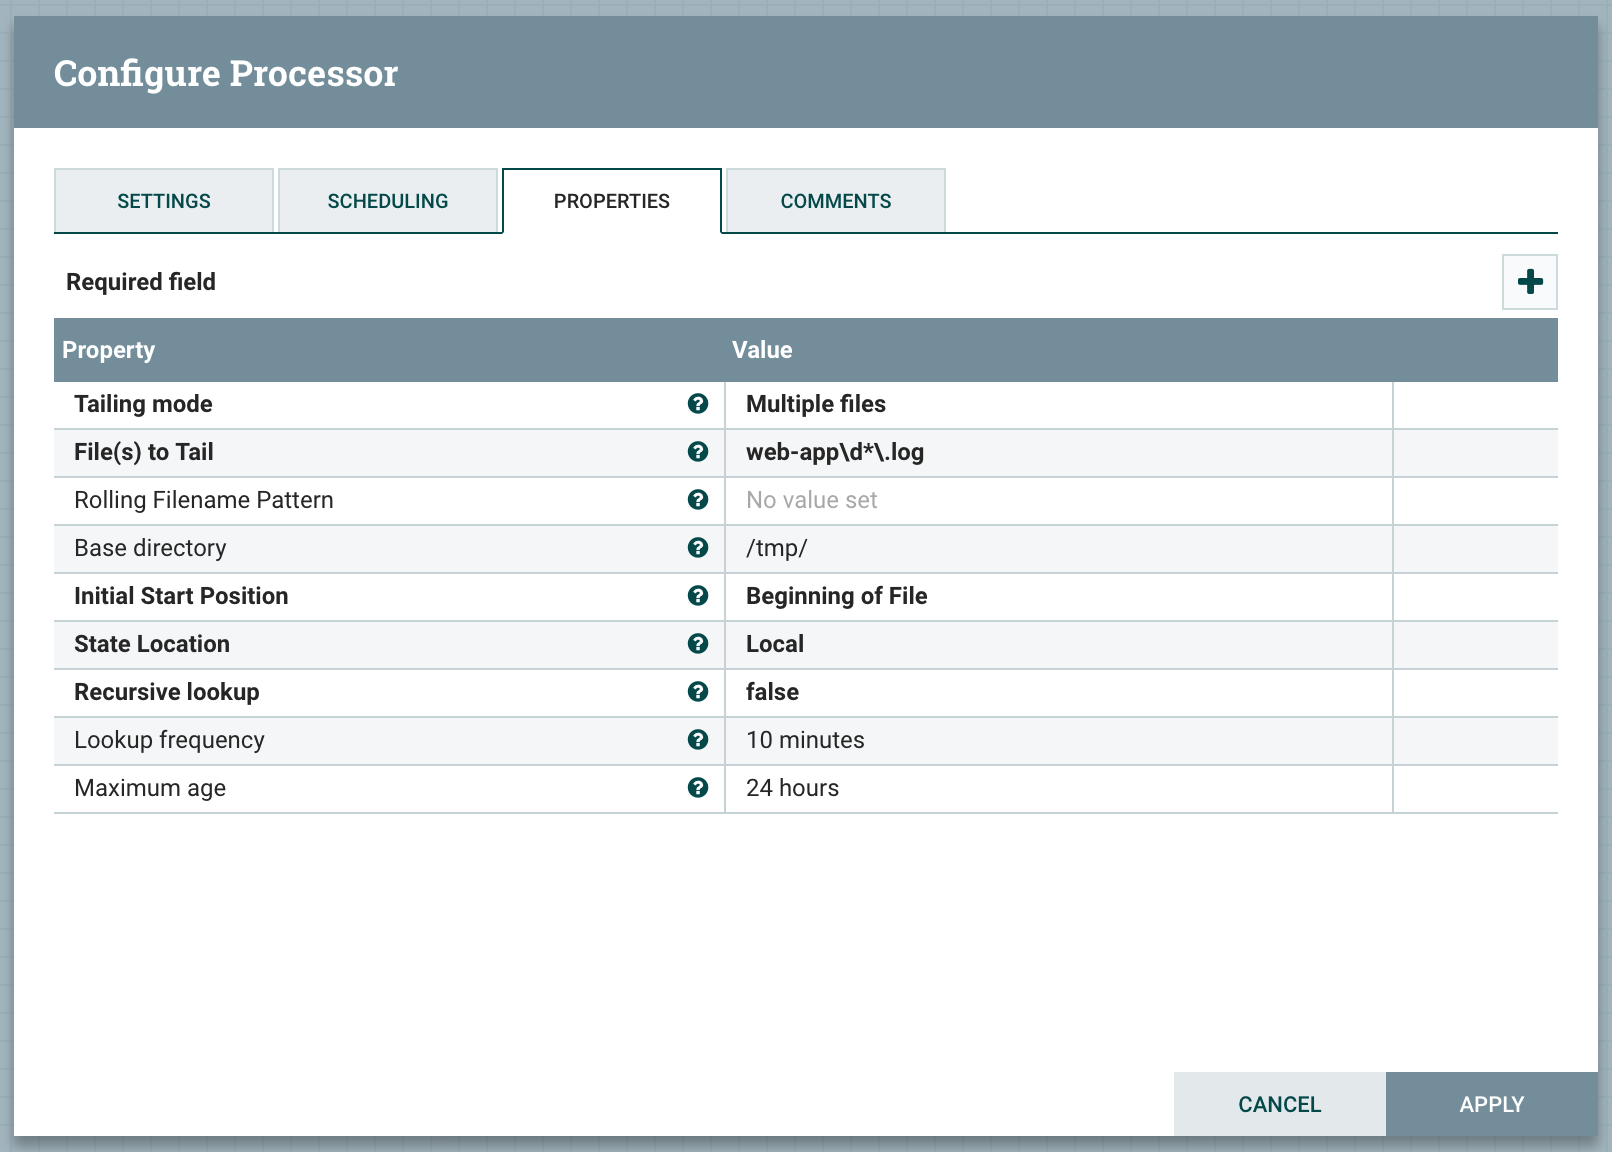 Configure Processor
SETTINGS
SCHEDULING
PROPERTIES
COMMENTS
Required field
Property Value
Tailing mode Multiple files
File(s) to Tail web-app\d*\.log
Rolling Filename Pattern No value set
Base directory /tmp/
Initial Start Position Beginning of File
State Location Local
Recursive lookup false
Lookup frequency 10 minutes
Maximum age 24 hours
CANCEL
APPLY